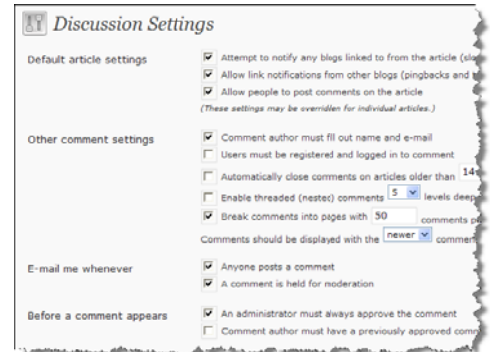 Discussion Settings
Default article settings
Attempt to notify any blogs linked to from the article (slo
Allow link notifications from other blogs (pingbacks and t
Allow people to post comments on the article
(These settings may be overridden for individual articles.)
Other comment settings
Comment author must fill out name and e-mail
Users must be registered and logged in to comment
Automatically close comments on articles older than 14
Enable threaded (nested) comments 5 levels deep
Break comments into pages with 50 comments p
Comments should be displayed with the newer commen
E-mail me whenever
Anyone posts a comment
A comment is held for moderation
Before a comment appears
An administrator must always approve the comment
Comment author must have a previously approved comm